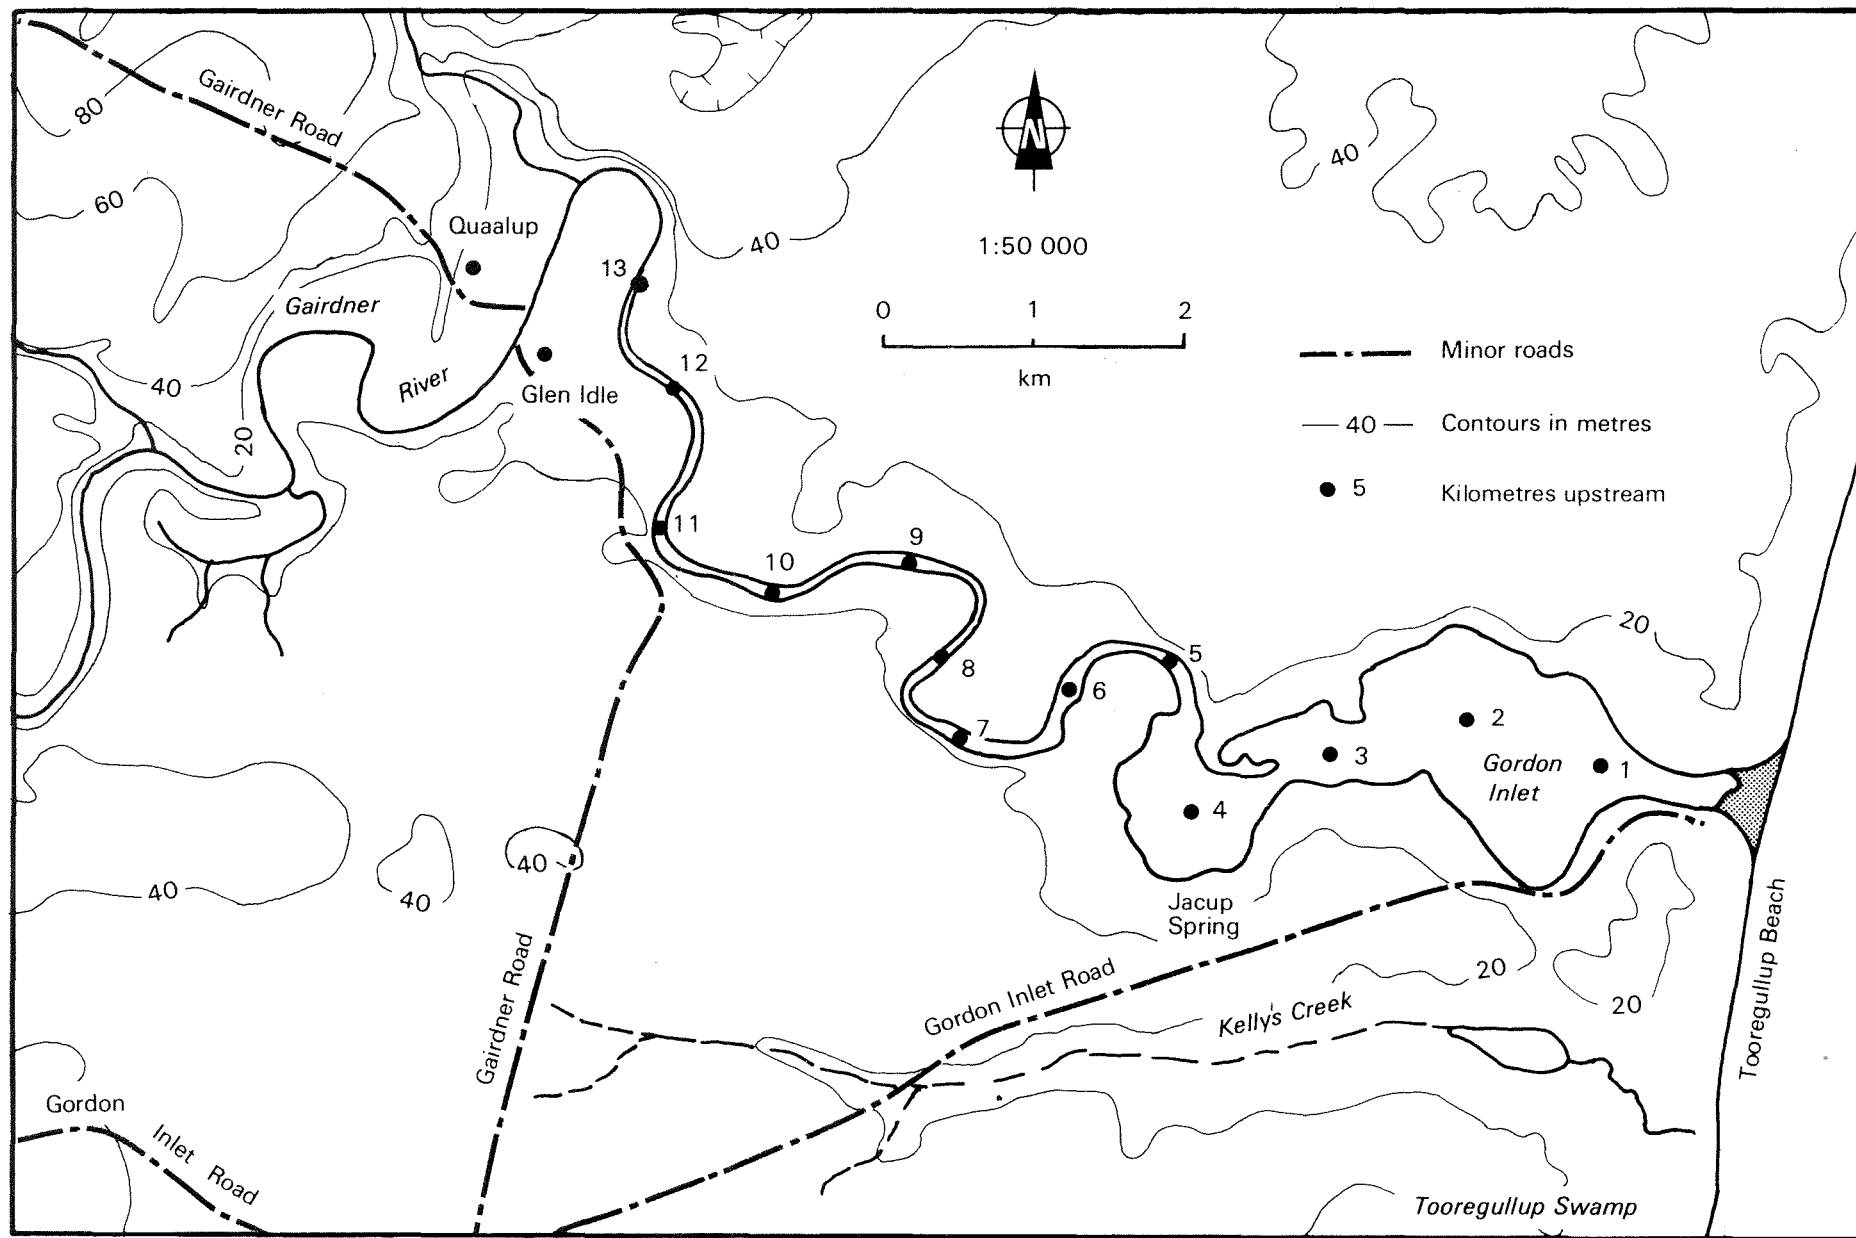 Gairdner Road
80
60
Quaalup
40
N
1:50 000
0 1 2
km
40
Minor roads
40
Contours in metres
5
Kilometres upstream
Gairdner
River
13
12
Glen Idle
40
20
11
10
9
8
7
6
5
4
3
2
1
20
Gordon
Inlet
Jacup
Spring
40
40
40
Gairdner Road
Gordon Inlet Road
Kelly's Creek
20
20
Tooregullup Beach
Gordon
Inlet Road
Tooregullup Swamp